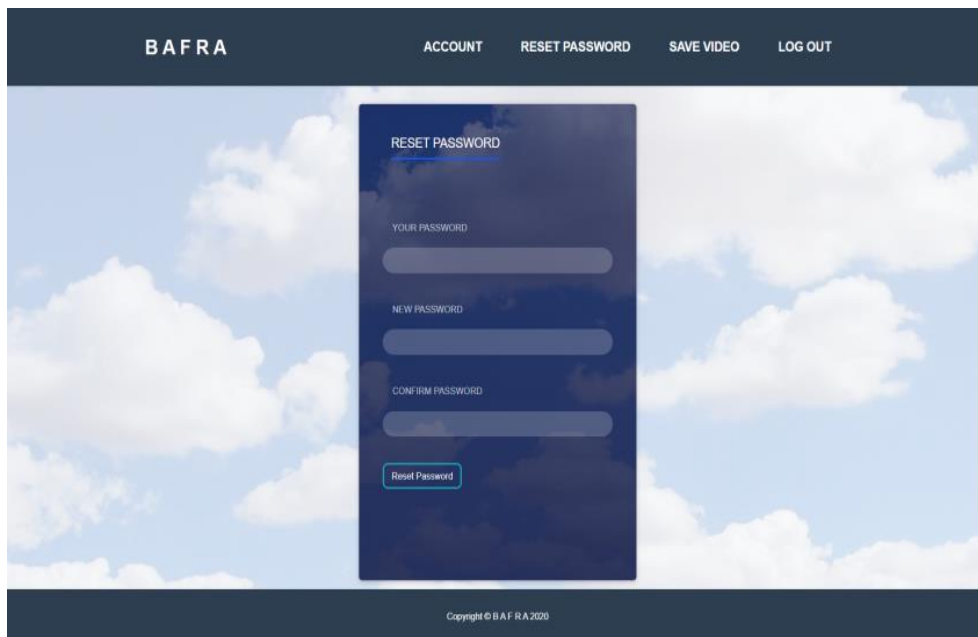 BAFRA
ACCOUNT RESET PASSWORD SAVE VIDEO LOG OUT
RESET PASSWORD
YOUR PASSWORD
NEW PASSWORD
CONFIRM PASSWORD
Reset Password
Copyright © B A F R A 2020